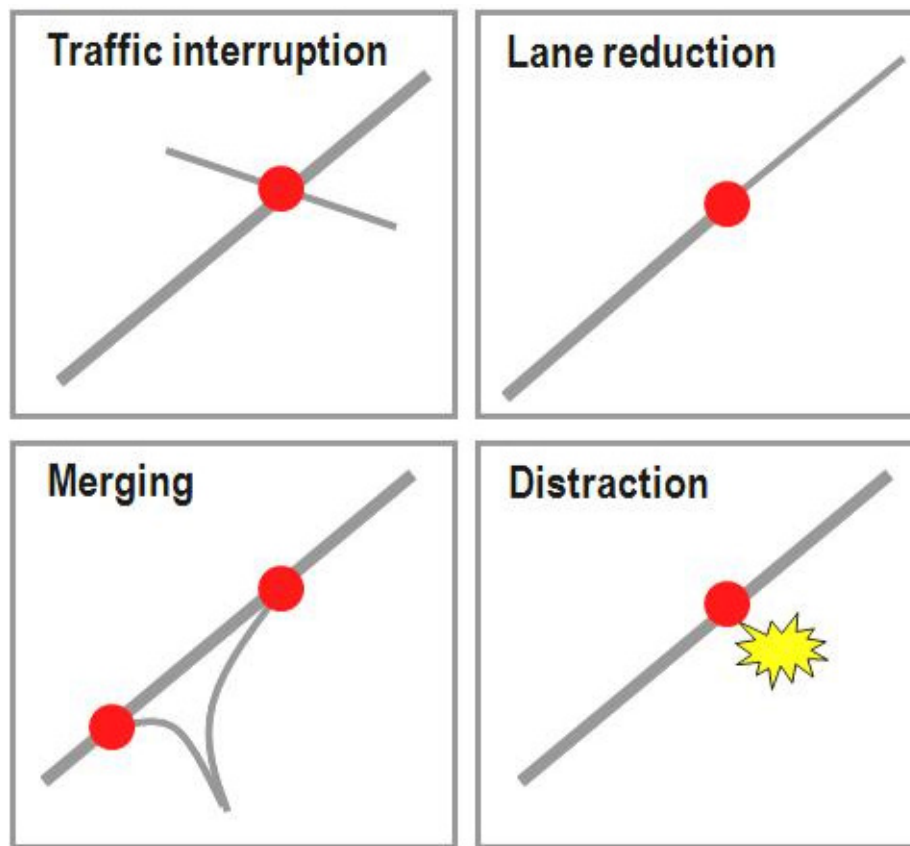 Traffic interruption
Lane reduction
Merging
Distraction